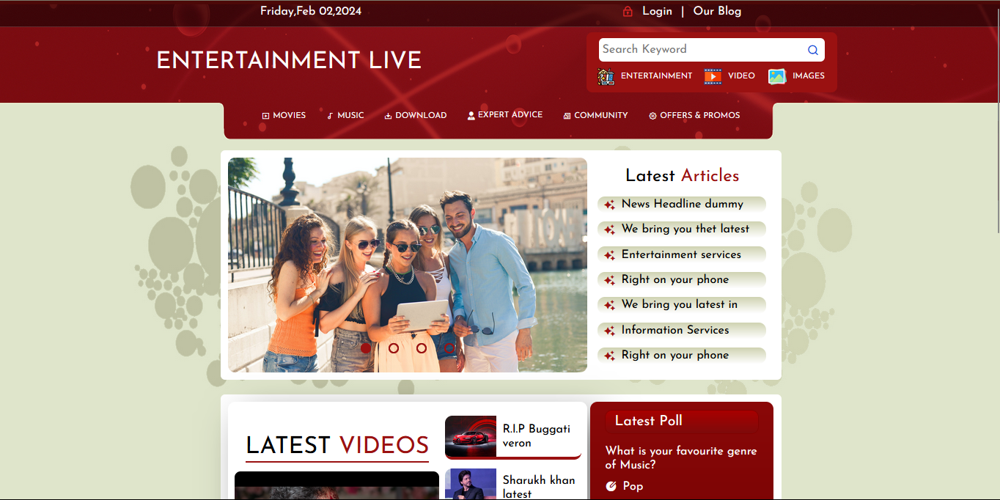 Friday,Feb 02,2024
Login | Our Blog
ENTERTAINMENT LIVE
Search Keyword
ENTERTAINMENT VIDEO IMAGES
MOVIES MUSIC DOWNLOAD EXPERT ADVICE COMMUNITY OFFERS & PROMOS
Latest Articles
News Headline dummy
We bring you thet latest
Entertainment services
Right on your phone
We bring you latest in
Information Services
Right on your phone
LATEST VIDEOS
R.I.P Buggati
veron
Sharukh khan
latest
Latest Poll
What is your favourite genre
of Music?
Pop